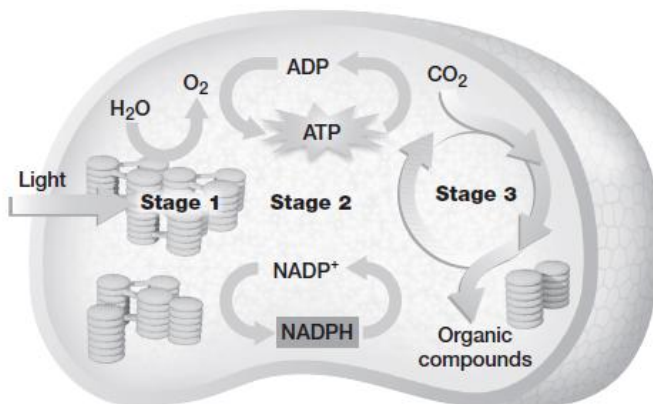 ADP
CO₂
O₂
H₂O
ATP
Light
Stage 1
Stage 2
Stage 3
NADP⁺
NADPH
Organic
compounds